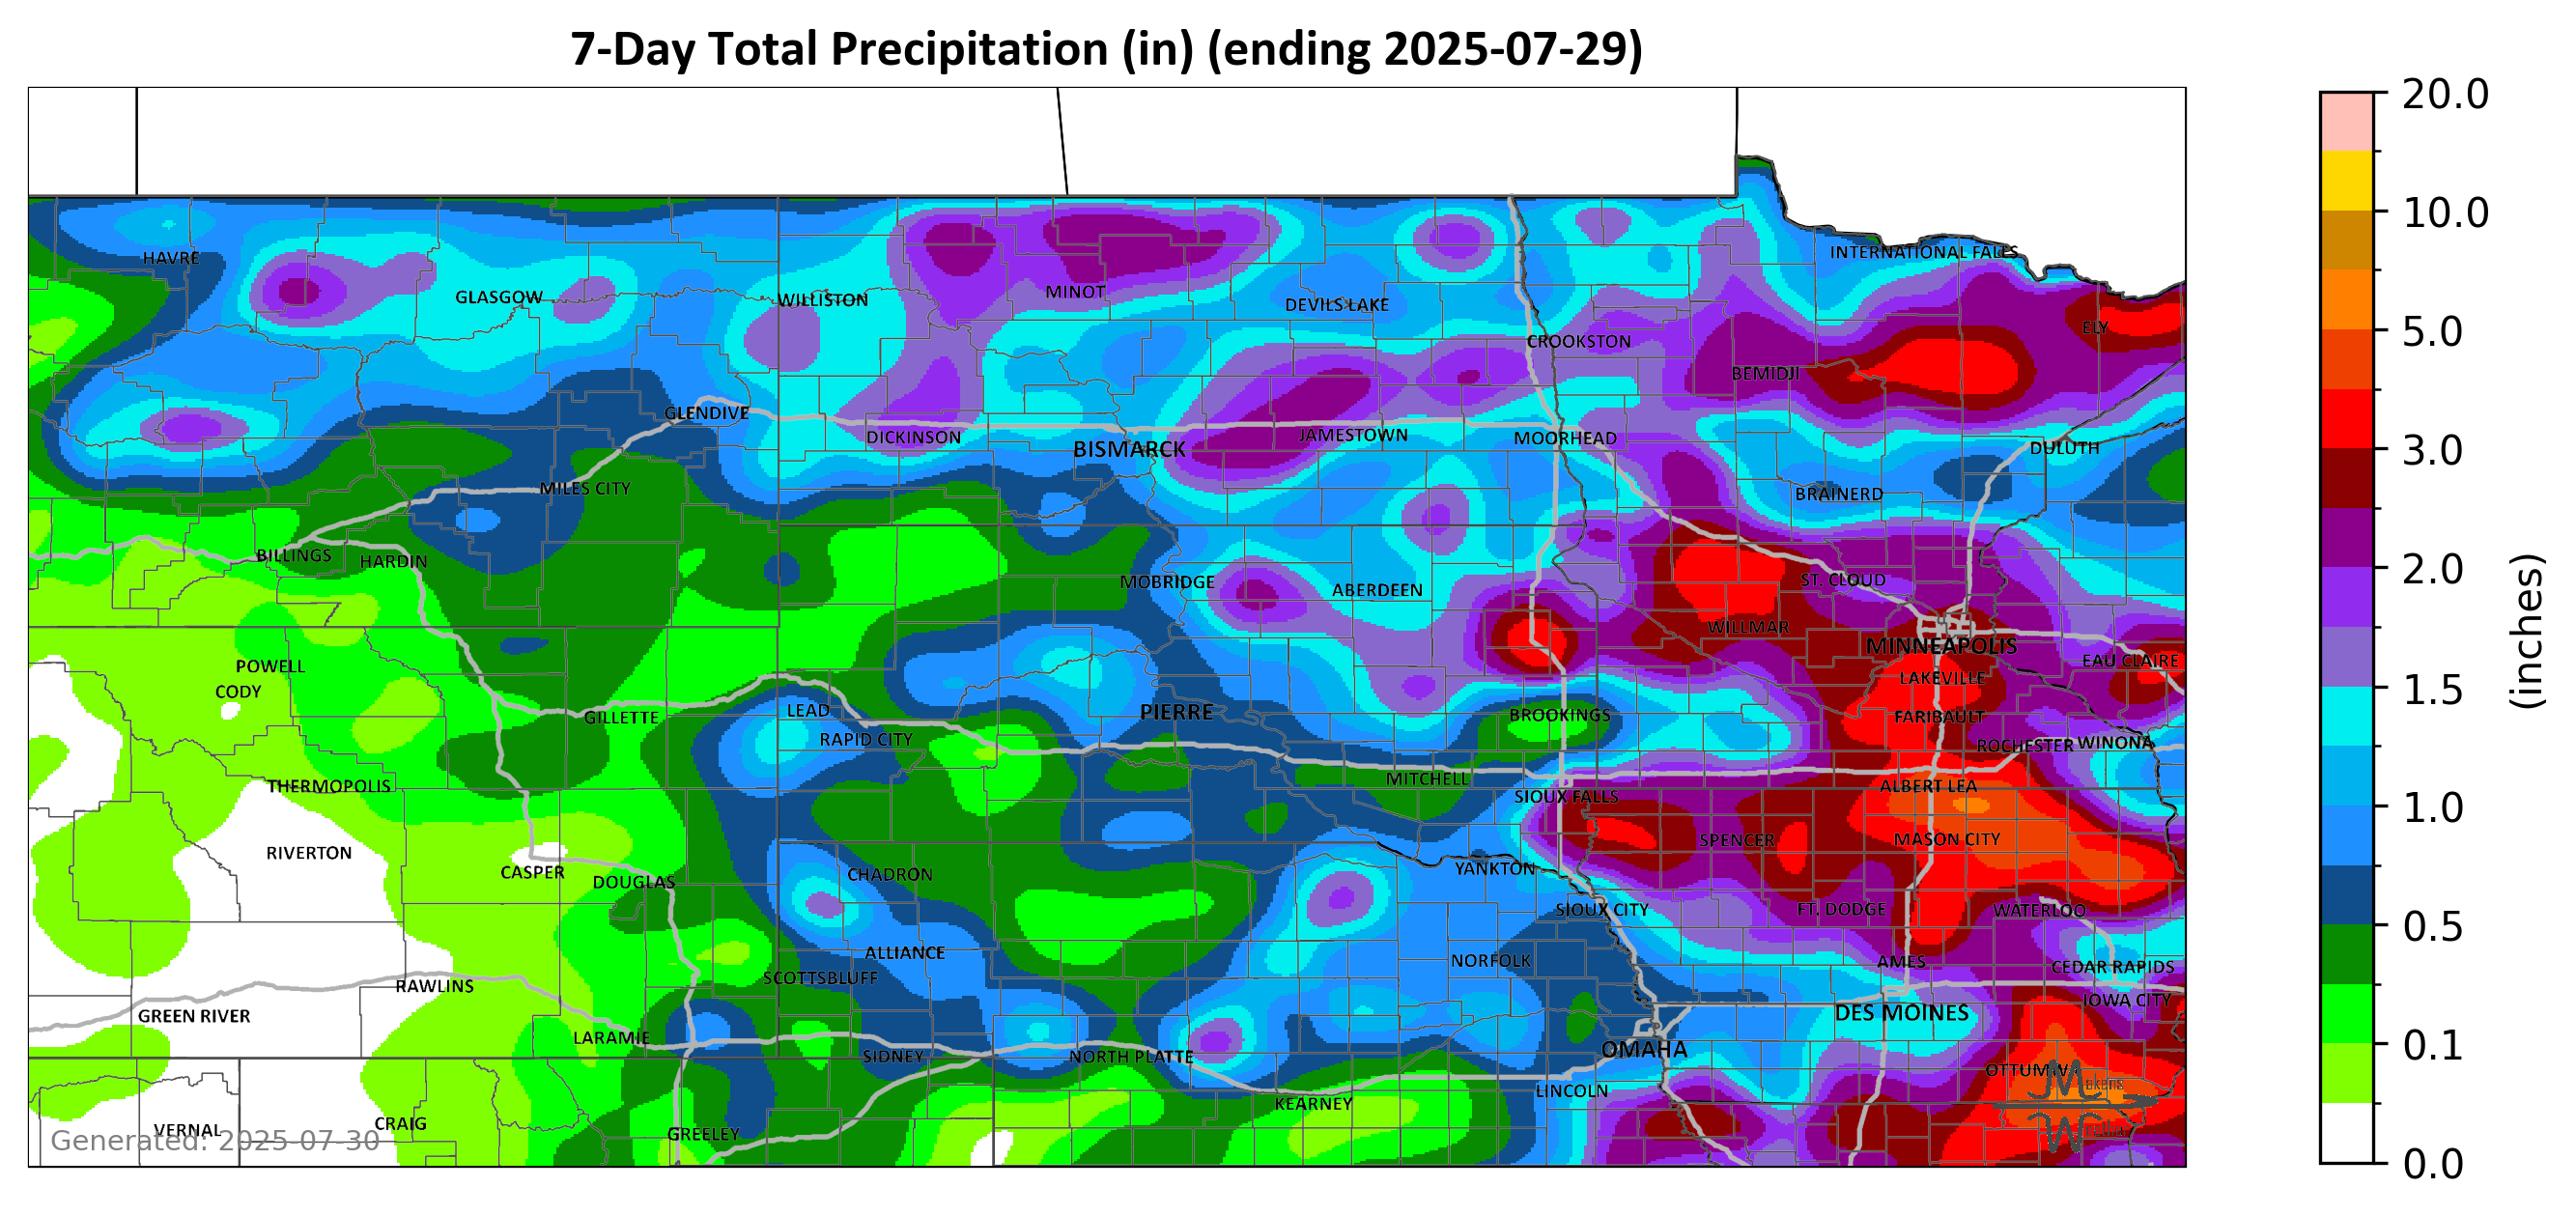 7-Day Total Precipitation (in) (ending 2025-07-29)
20.0
10.0
5.0
3.0
2.0
1.5
1.0
0.5
0.1
0.0
(inches)
INTERNATIONAL FALLS
HAVRE
GLASGOW
WILLISTON
MINOT
DEVILS LAKE
ELY
CROOKSTON
BEMIDJI
GLENDIVE
DICKINSON
BISMARCK
JAMESTOWN
MOORHEAD
DULUTH
MILES CITY
BRAINERD
BILLINGS
HARDIN
MOBRIDGE
ABERDEEN
ST. CLOUD
WILLMAR
MINNEAPOLIS
POWELL
EAU CLAIRE
CODY
LAKEVILLE
GILLETTE
LEAD
PIERRE
BROOKINGS
FARIBAULT
RAPID CITY
ROCHESTER
WINONA
THERMOPOLIS
MITCHELL
ALBERT LEA
SIOUX FALLS
RIVERTON
SPENCER
MASON CITY
CASPER
DOUGLAS
CHADRON
YANKTON
SIOUX CITY
FT. DODGE
WATERLOO
ALLIANCE
NORFOLK
AMES
CEDAR RAPIDS
SCOTTSBLUFF
RAWLINS
IOWA CITY
GREEN RIVER
DES MOINES
LARAMIE
SIDNEY
NORTH PLATTE
OMAHA
OTTUMWA
Makens
LINCOLN
KEARNEY
CRAIG
VERNAL
GREELEY
Weather
Generated: 2025-07-30